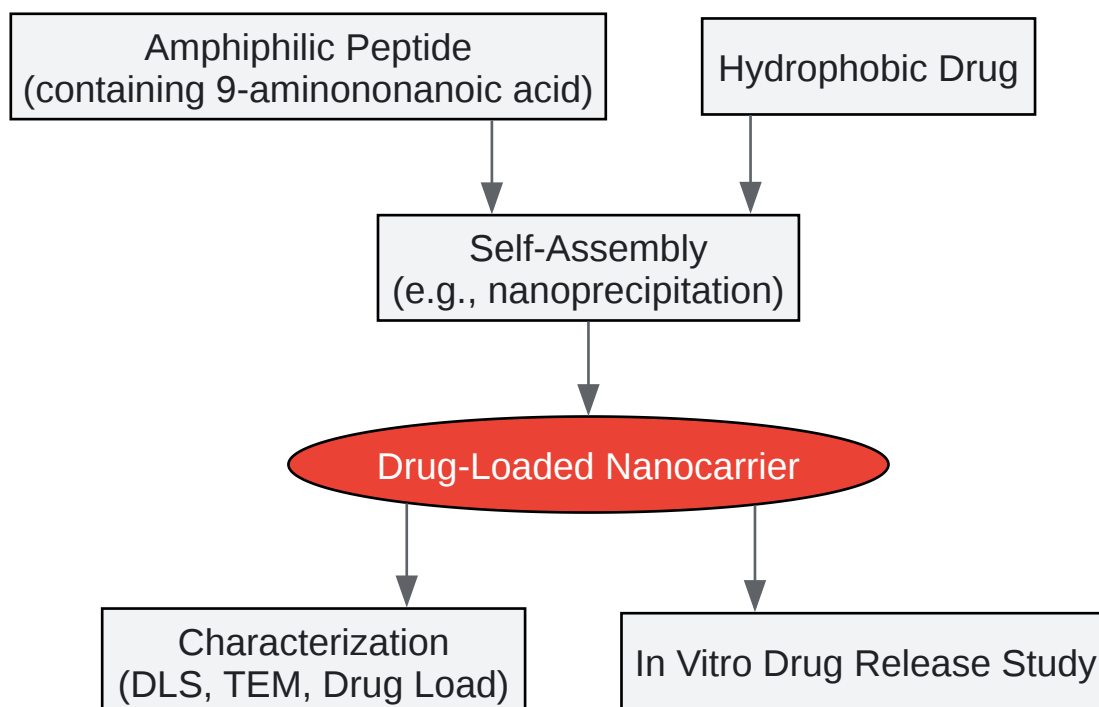 Amphiphilic Peptide
(containing 9-aminononanoic acid)
Hydrophobic Drug
Self-Assembly
(e.g., nanoprecipitation)
Drug-Loaded Nanocarrier
Characterization
(DLS, TEM, Drug Load)
In Vitro Drug Release Study